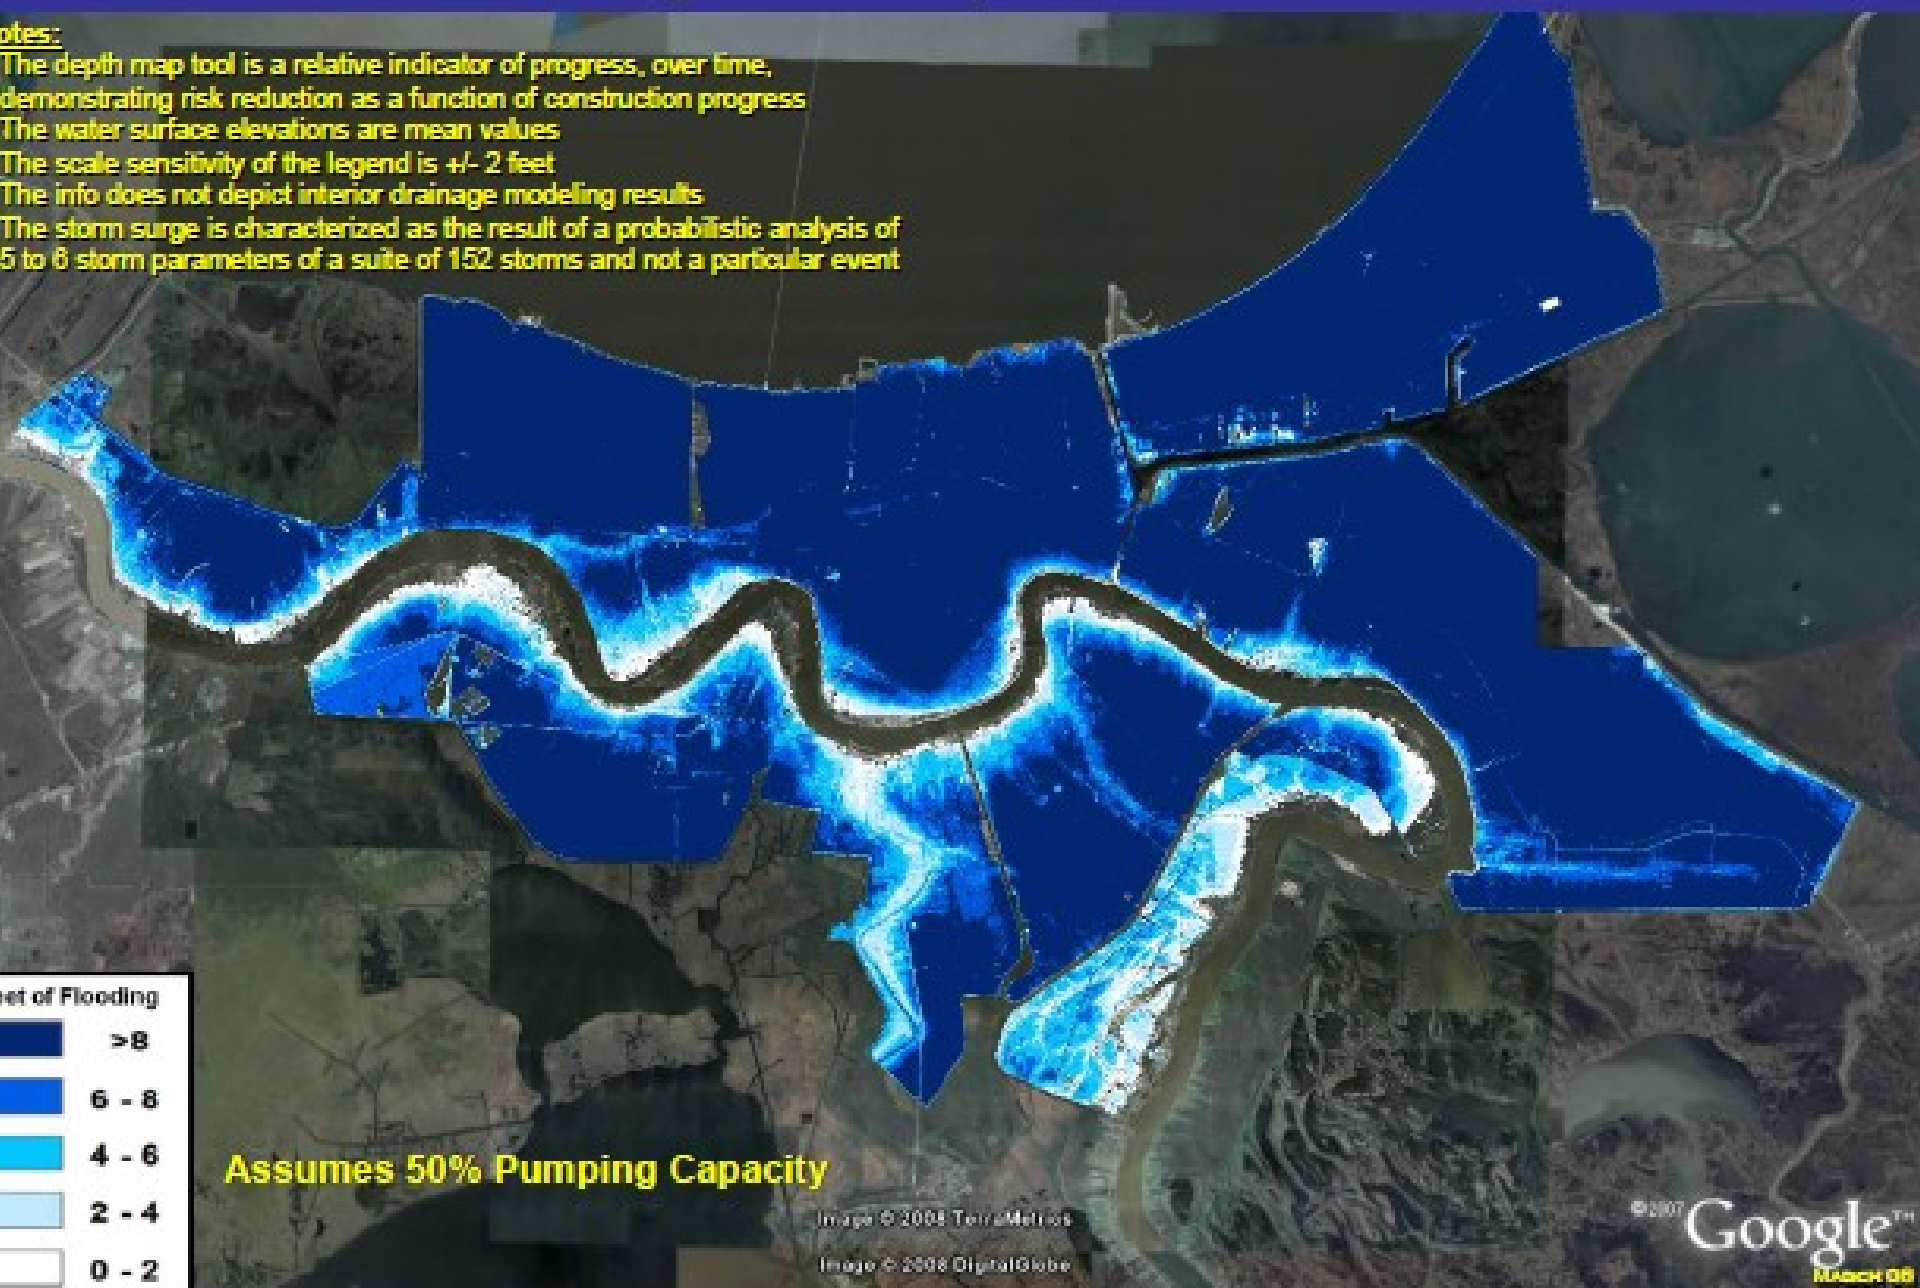 otes:
The depth map tool is a relative indicator of progress, over time,
demonstrating risk reduction as a function of construction progress
The water surface elevations are mean values
The scale sensitivity of the legend is +/- 2 feet
The info does not depict interior drainage modeling results
The storm surge is characterized as the result of a probabilistic analysis of
5 to 6 storm parameters of a suite of 152 storms and not a particular event
eet of Flooding
>8
6 - 8
4 - 6
2 - 4
0 - 2
Assumes 50% Pumping Capacity
Image © 2008 TerraMetrics
Image © 2008 DigitalGlobe
©2007 Google™
MARCH 08